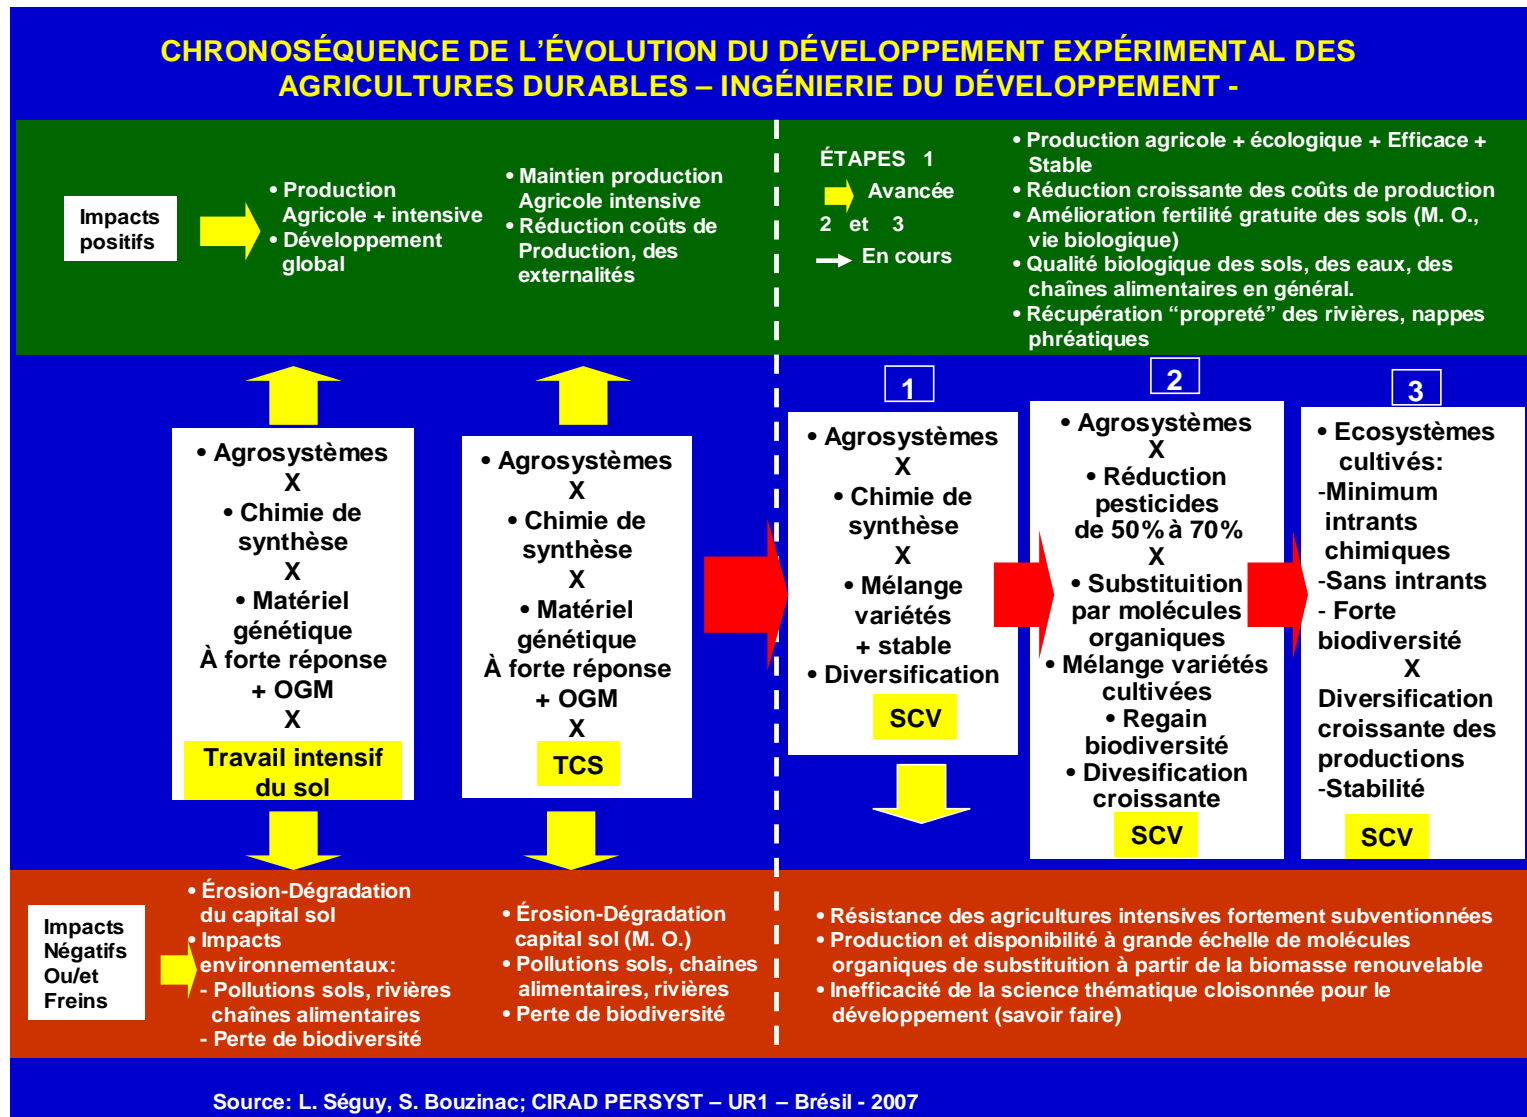 CHRONOSÉQUENCE DE L’ÉVOLUTION DU DÉVELOPPEMENT EXPÉRIMENTAL DES
AGRICULTURES DURABLES – INGÉNIERIE DU DÉVELOPPEMENT -
Impacts
positifs
• Production
Agricole + intensive
• Développement
global
• Maintien production
Agricole intensive
• Réduction coûts de
Production, des
externalités
ÉTAPES 1
Avancée
2 et 3
En cours
• Production agricole + écologique + Efficace +
Stable
• Réduction croissante des coûts de production
• Amélioration fertilité gratuite des sols (M. O.,
vie biologique)
• Qualité biologique des sols, des eaux, des
chaînes alimentaires en général.
• Récupération “propreté” des rivières, nappes
phréatiques
• Agrosystèmes
X
• Chimie de
synthèse
X
• Matériel
génétique
À forte réponse
+ OGM
X
Travail intensif
du sol
• Agrosystèmes
X
• Chimie de
synthèse
X
• Matériel
génétique
À forte réponse
+ OGM
X
TCS
1
• Agrosystèmes
X
• Chimie de
synthèse
X
• Mélange
variétés
+ stable
• Diversification
SCV
2
• Agrosystèmes
X
• Réduction
pesticides
de 50% à 70%
X
• Substituition
par molécules
organiques
• Mélange variétés
cultivées
• Regain
biodiversité
• Divesification
croissante
SCV
3
• Ecosystèmes
cultivés:
-Minimum
intrants
chimiques
-Sans intrants
- Forte
biodiversité
X
Diversification
croissante des
productions
-Stabilité
SCV
Impacts
Négatifs
Ou/et
Freins
• Érosion-Dégradation
du capital sol
• Impacts
environnementaux:
- Pollutions sols, rivières
chaînes alimentaires
- Perte de biodiversité
• Érosion-Dégradation
capital sol (M. O.)
• Pollutions sols, chaines
alimentaires, rivières
• Perte de biodiversité
• Résistance des agricultures intensives fortement subventionnées
• Production et disponibilité à grande échelle de molécules
organiques de substituition à partir de la biomasse renouvelable
• Inefficacité de la science thématique cloisonnée pour le
développement (savoir faire)
Source: L. Séguy, S. Bouzinac; CIRAD PERSYST – UR1 – Brésil - 2007